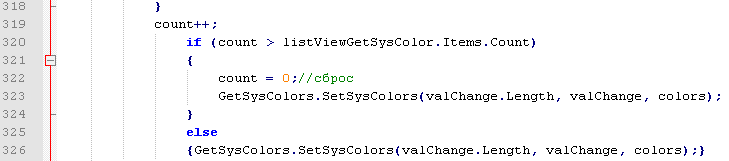 318 }
319 count++;
320 if (count > listViewGetSysColor.Items.Count)
321 {
322 count = 0;//сброс
323 GetSysColors.SetSysColors(valChange.Length, valChange, colors);
324 }
325 else
326 {GetSysColors.SetSysColors(valChange.Length, valChange, colors);}